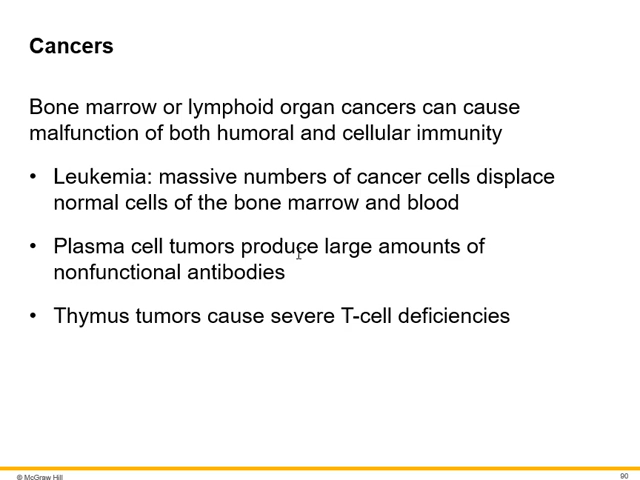 Cancers
Bone marrow or lymphoid organ cancers can cause
malfunction of both humoral and cellular immunity
• Leukemia: massive numbers of cancer cells displace
normal cells of the bone marrow and blood
• Plasma cell tumors produce large amounts of
nonfunctional antibodies
• Thymus tumors cause severe T-cell deficiencies
© McGraw Hill
90